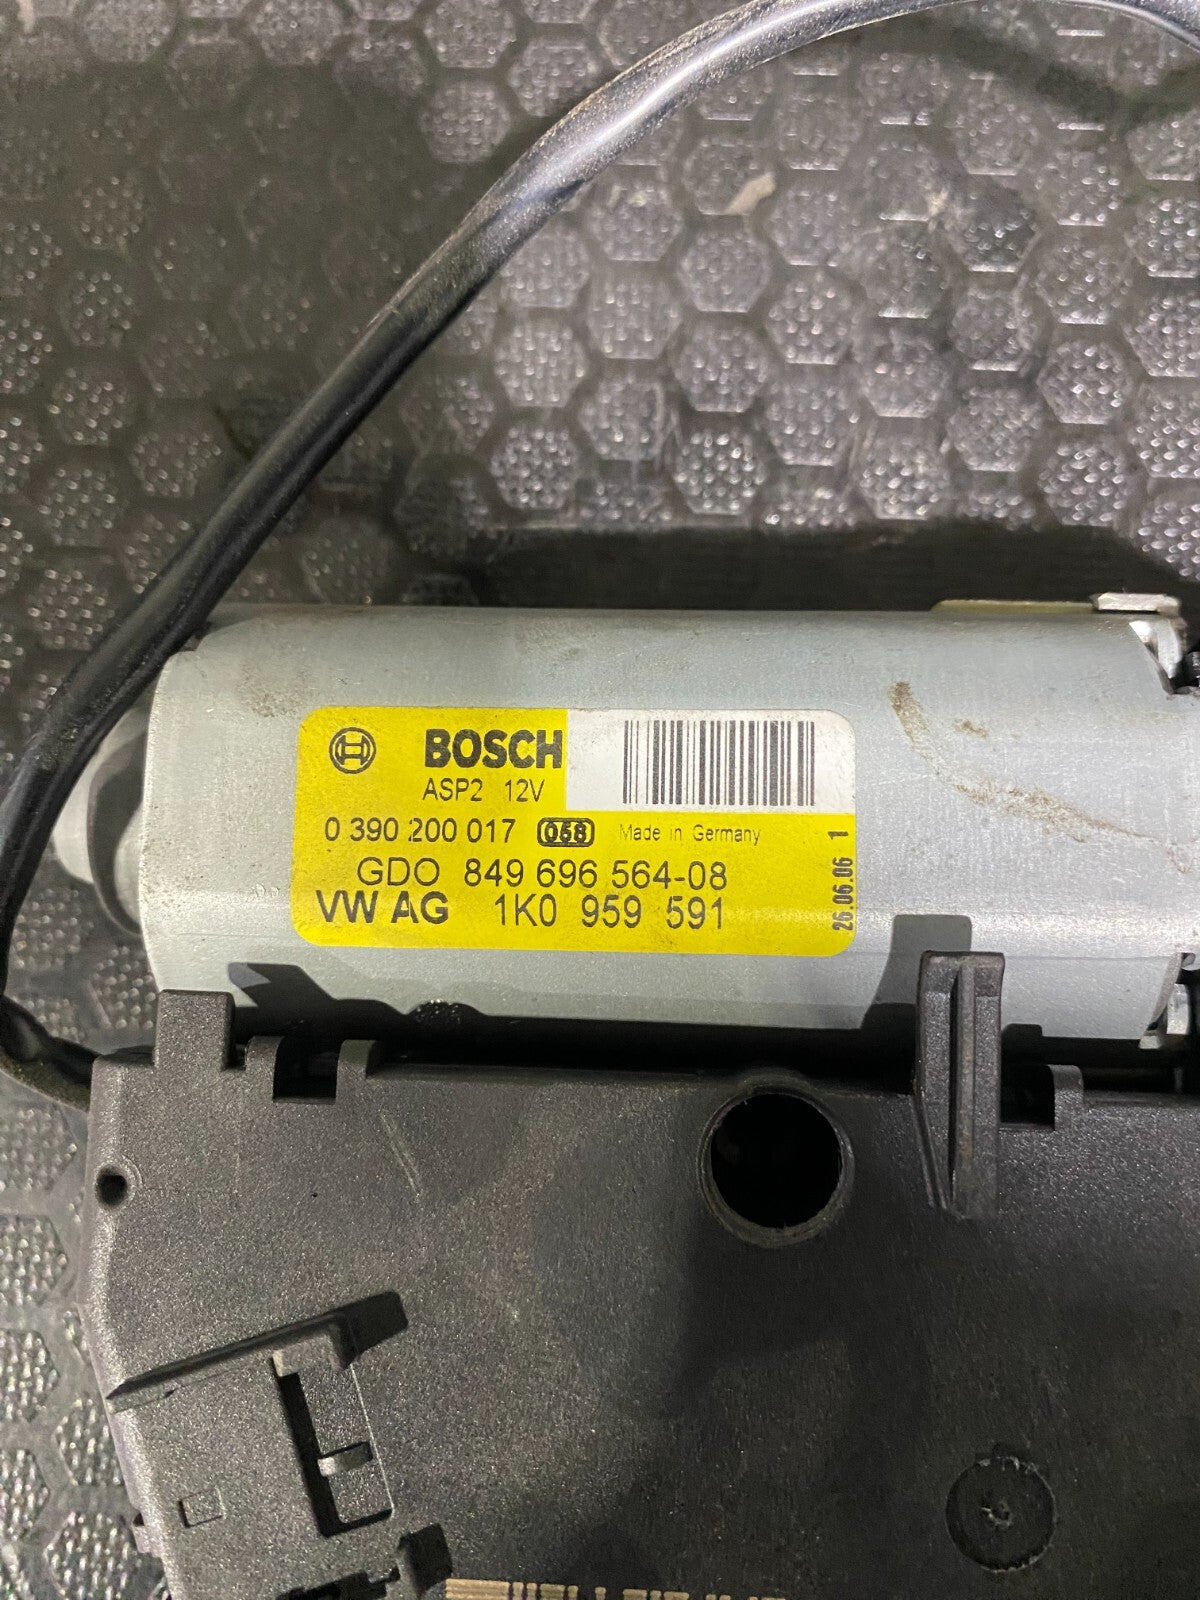 BOSCH
ASP2 12V
0 390 200 017 068 Made in Germany
GDO 849 696 564-08
VW AG 1K0 959 591
26.06.06 1